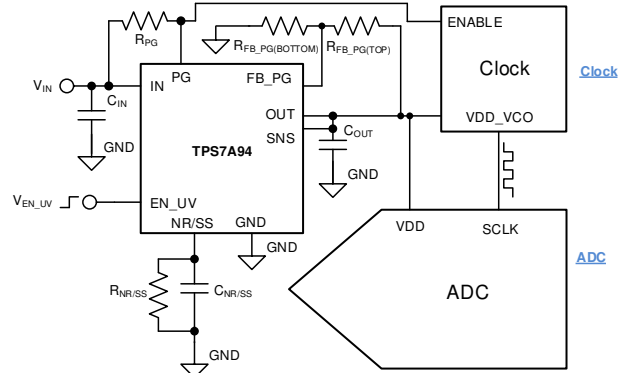 ENABLE
Clock
VDD_VCO
Clock
RPG
RFB_PG(BOTTOM)
RFB_PG(TOP)
VIN
CIN
GND
IN
PG
FB_PG
OUT
SNS
TPS7A94
COUT
GND
VEN_UV
EN_UV
NR/SS
GND
GND
RNR/SS
CNR/SS
GND
VDD
SCLK
ADC
ADC